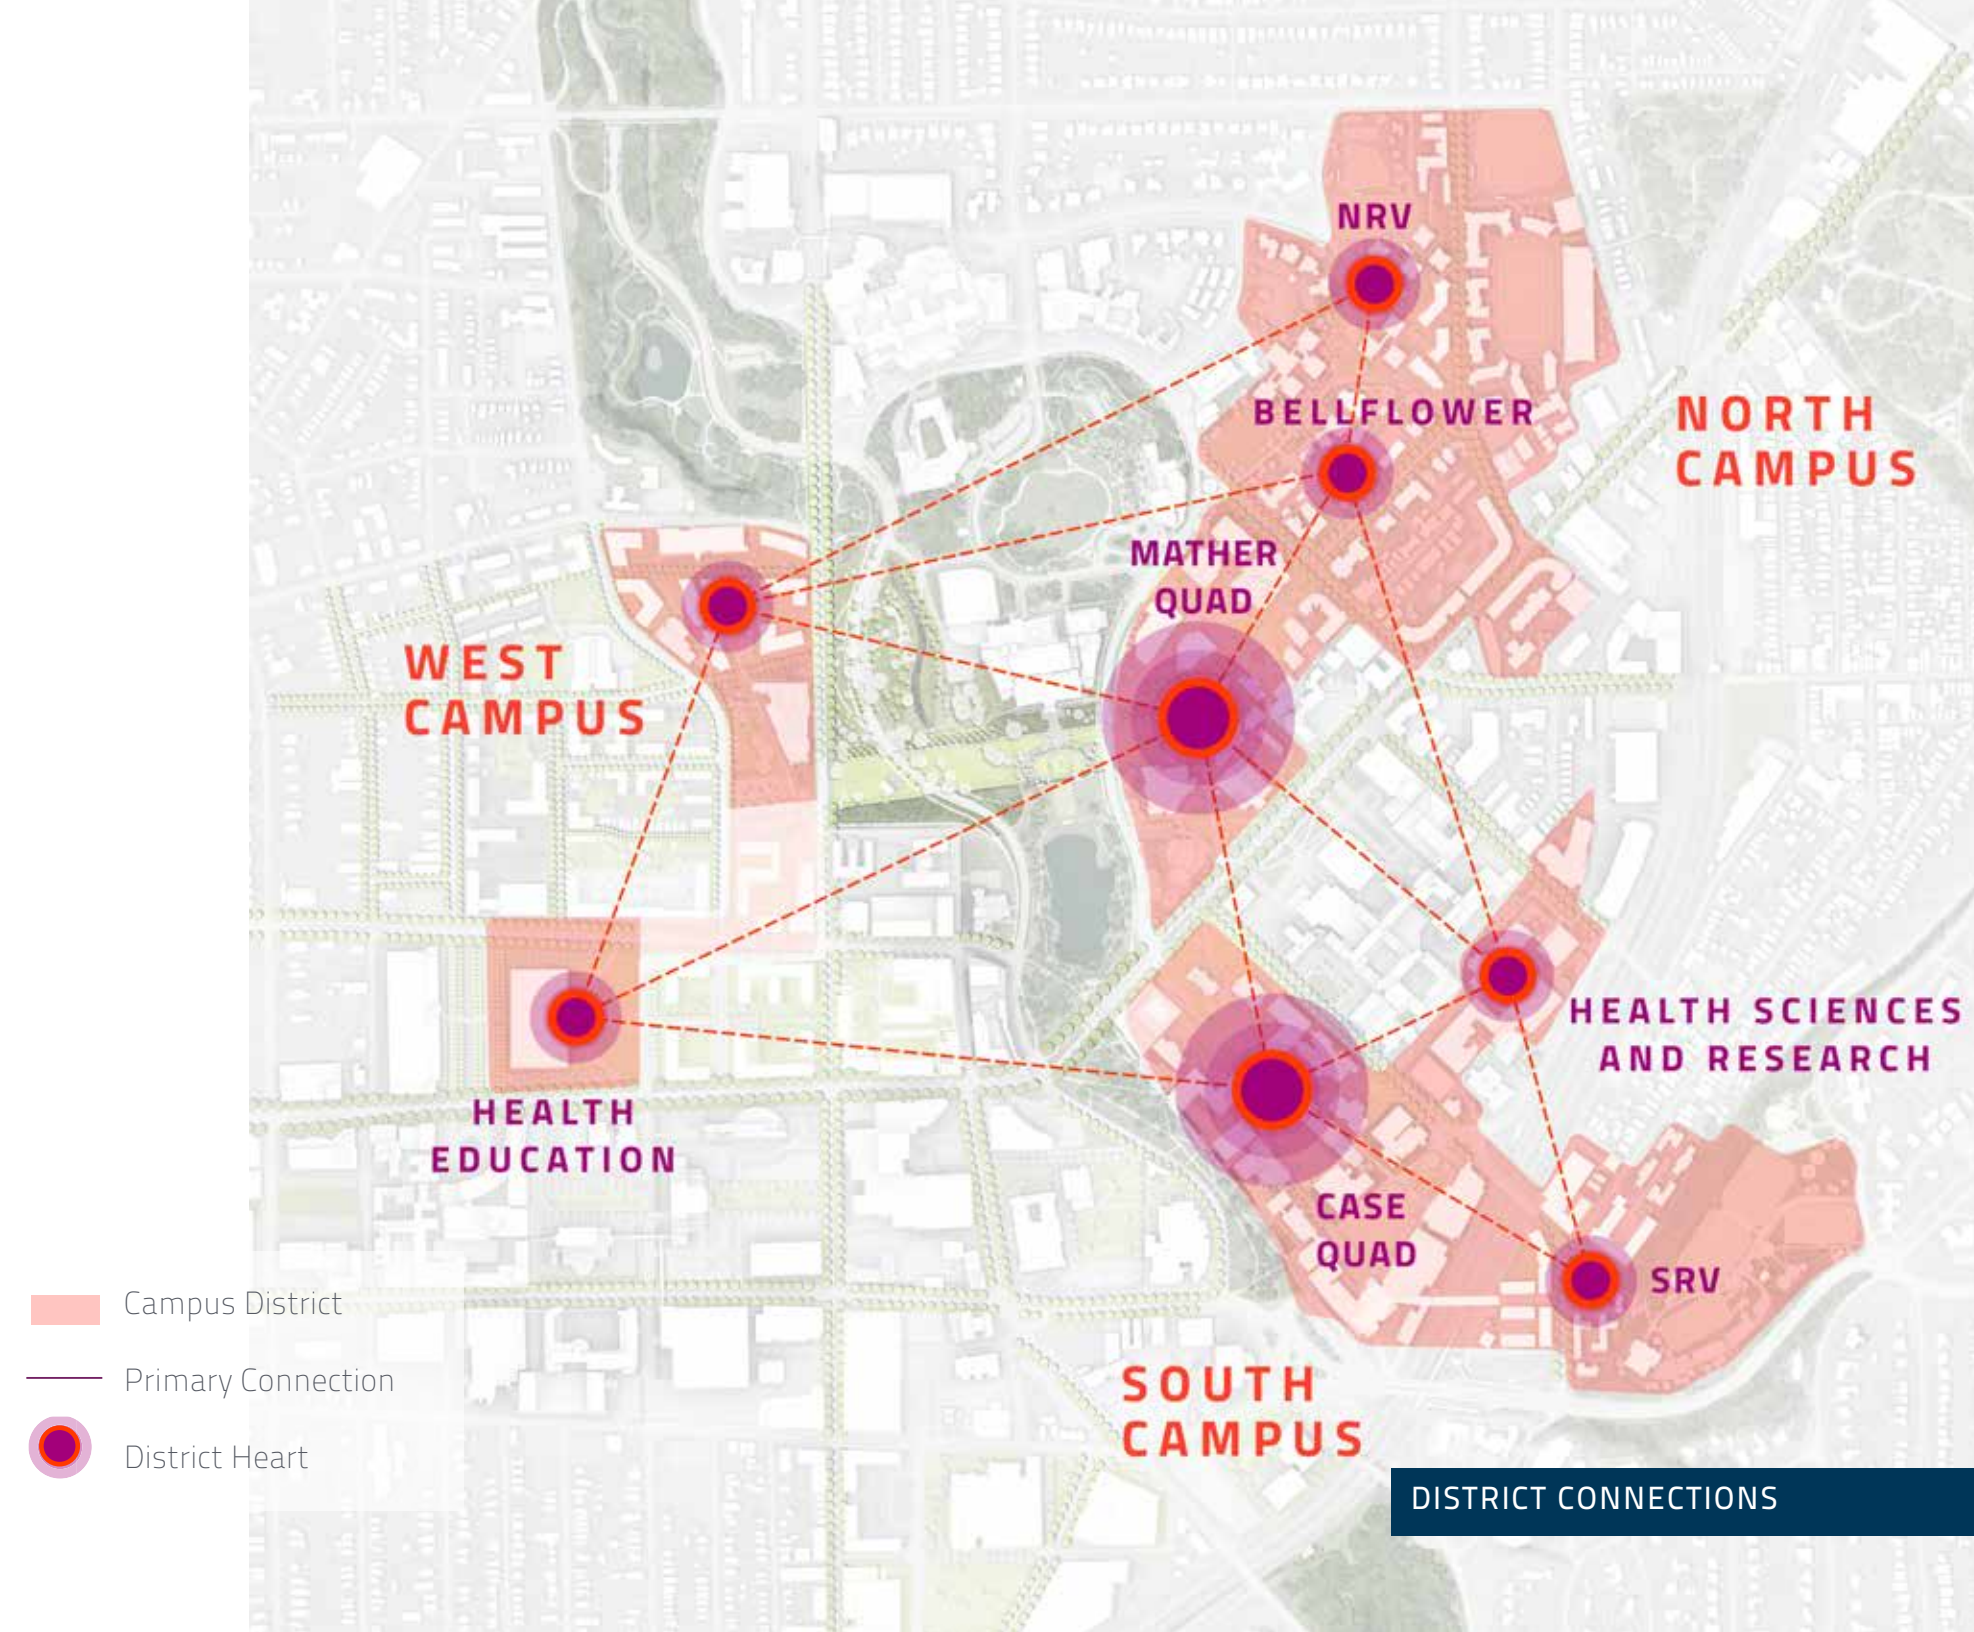 NRV
BELLFLOWER
NORTH
CAMPUS
MATHER
QUAD
WEST
CAMPUS
HEALTH SCIENCES
AND RESEARCH
HEALTH
EDUCATION
CASE
QUAD
SRV
SOUTH
CAMPUS
Campus District
Primary Connection
District Heart
DISTRICT CONNECTIONS